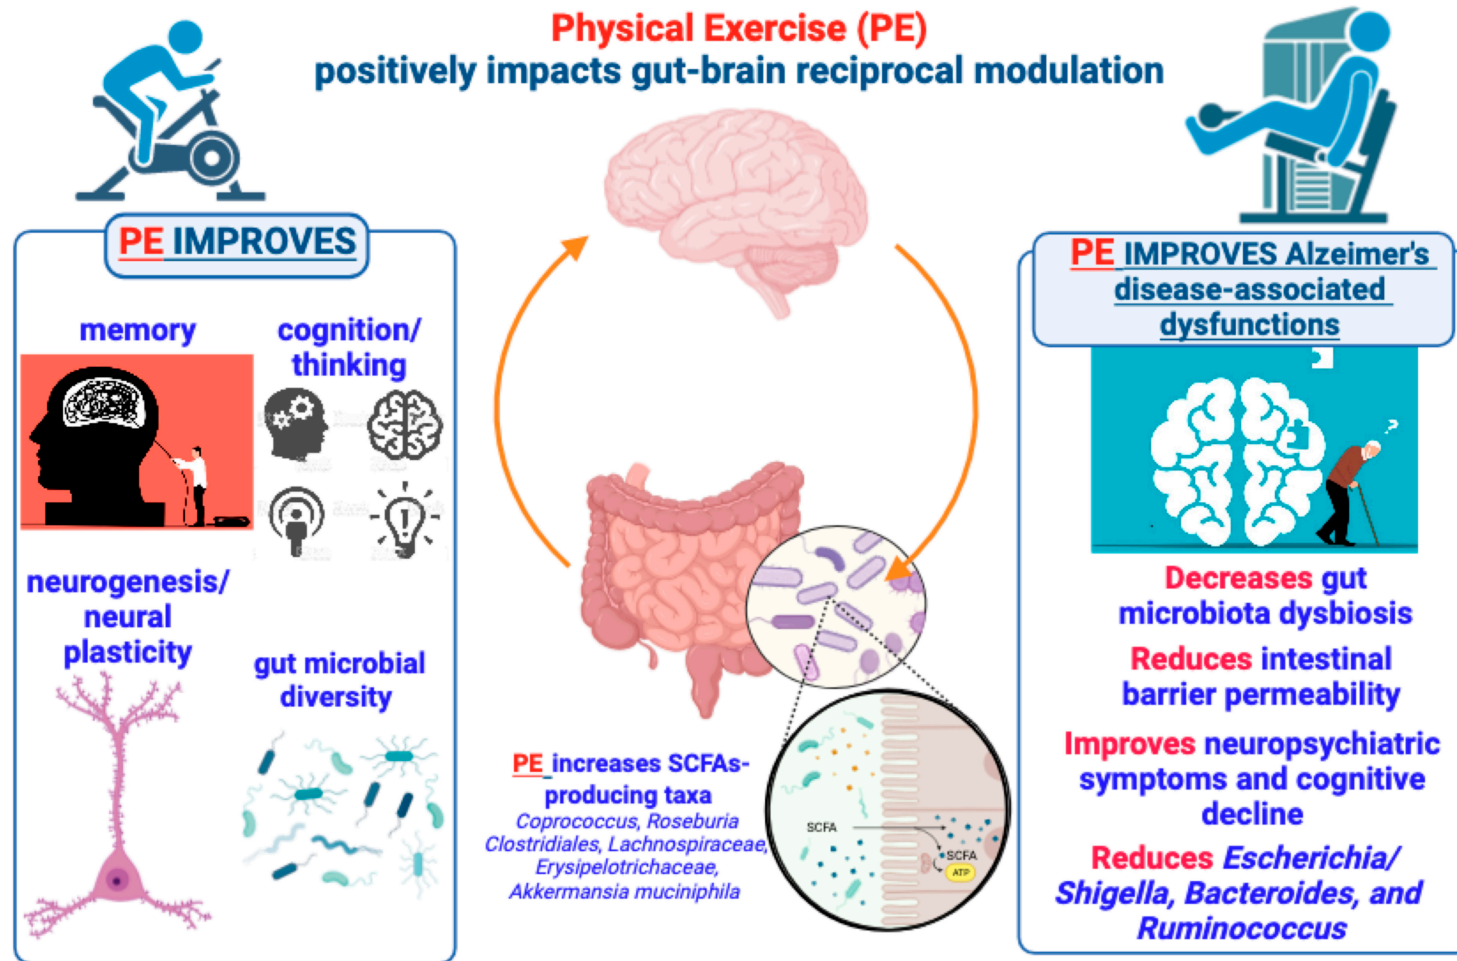 Physical Exercise (PE)
positively impacts gut-brain reciprocal modulation
PE IMPROVES
memory
cognition/
thinking
neurogenesis/
neural
plasticity
gut microbial
diversity
PE increases SCFAs-
producing taxa
Coprococcus, Roseburia
Clostridiales, Lachnospiraceae,
Erysipelotrichaceae,
Akkermansia muciniphila
SCFA
SCFA
ATP
PE IMPROVES Alzeimer's
disease-associated
dysfunctions
?
Decreases gut
microbiota dysbiosis
Reduces intestinal
barrier permeability
Improves neuropsychiatric
symptoms and cognitive
decline
Reduces Escherichia/
Shigella, Bacteroides, and
Ruminococcus